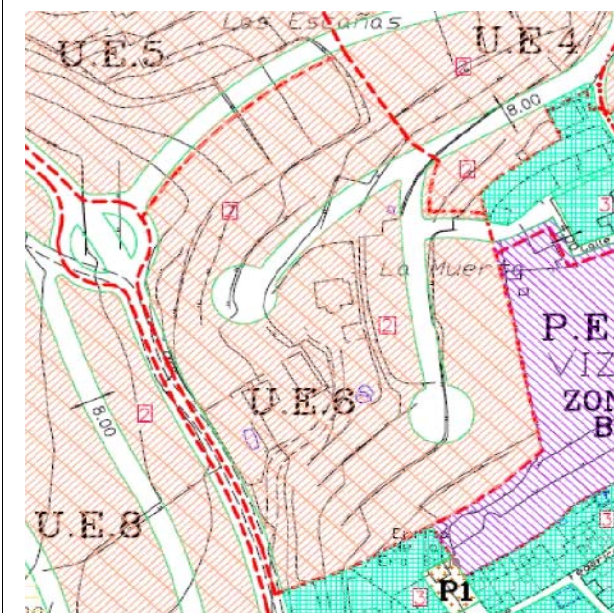 Las Escañas
U.E.5
U.E.4
2
8.00
2
3
2
La Muerta
2
P.E
VIZ
ZON
B
U.E.6
8.00
2
U.E.8
3
3
P1